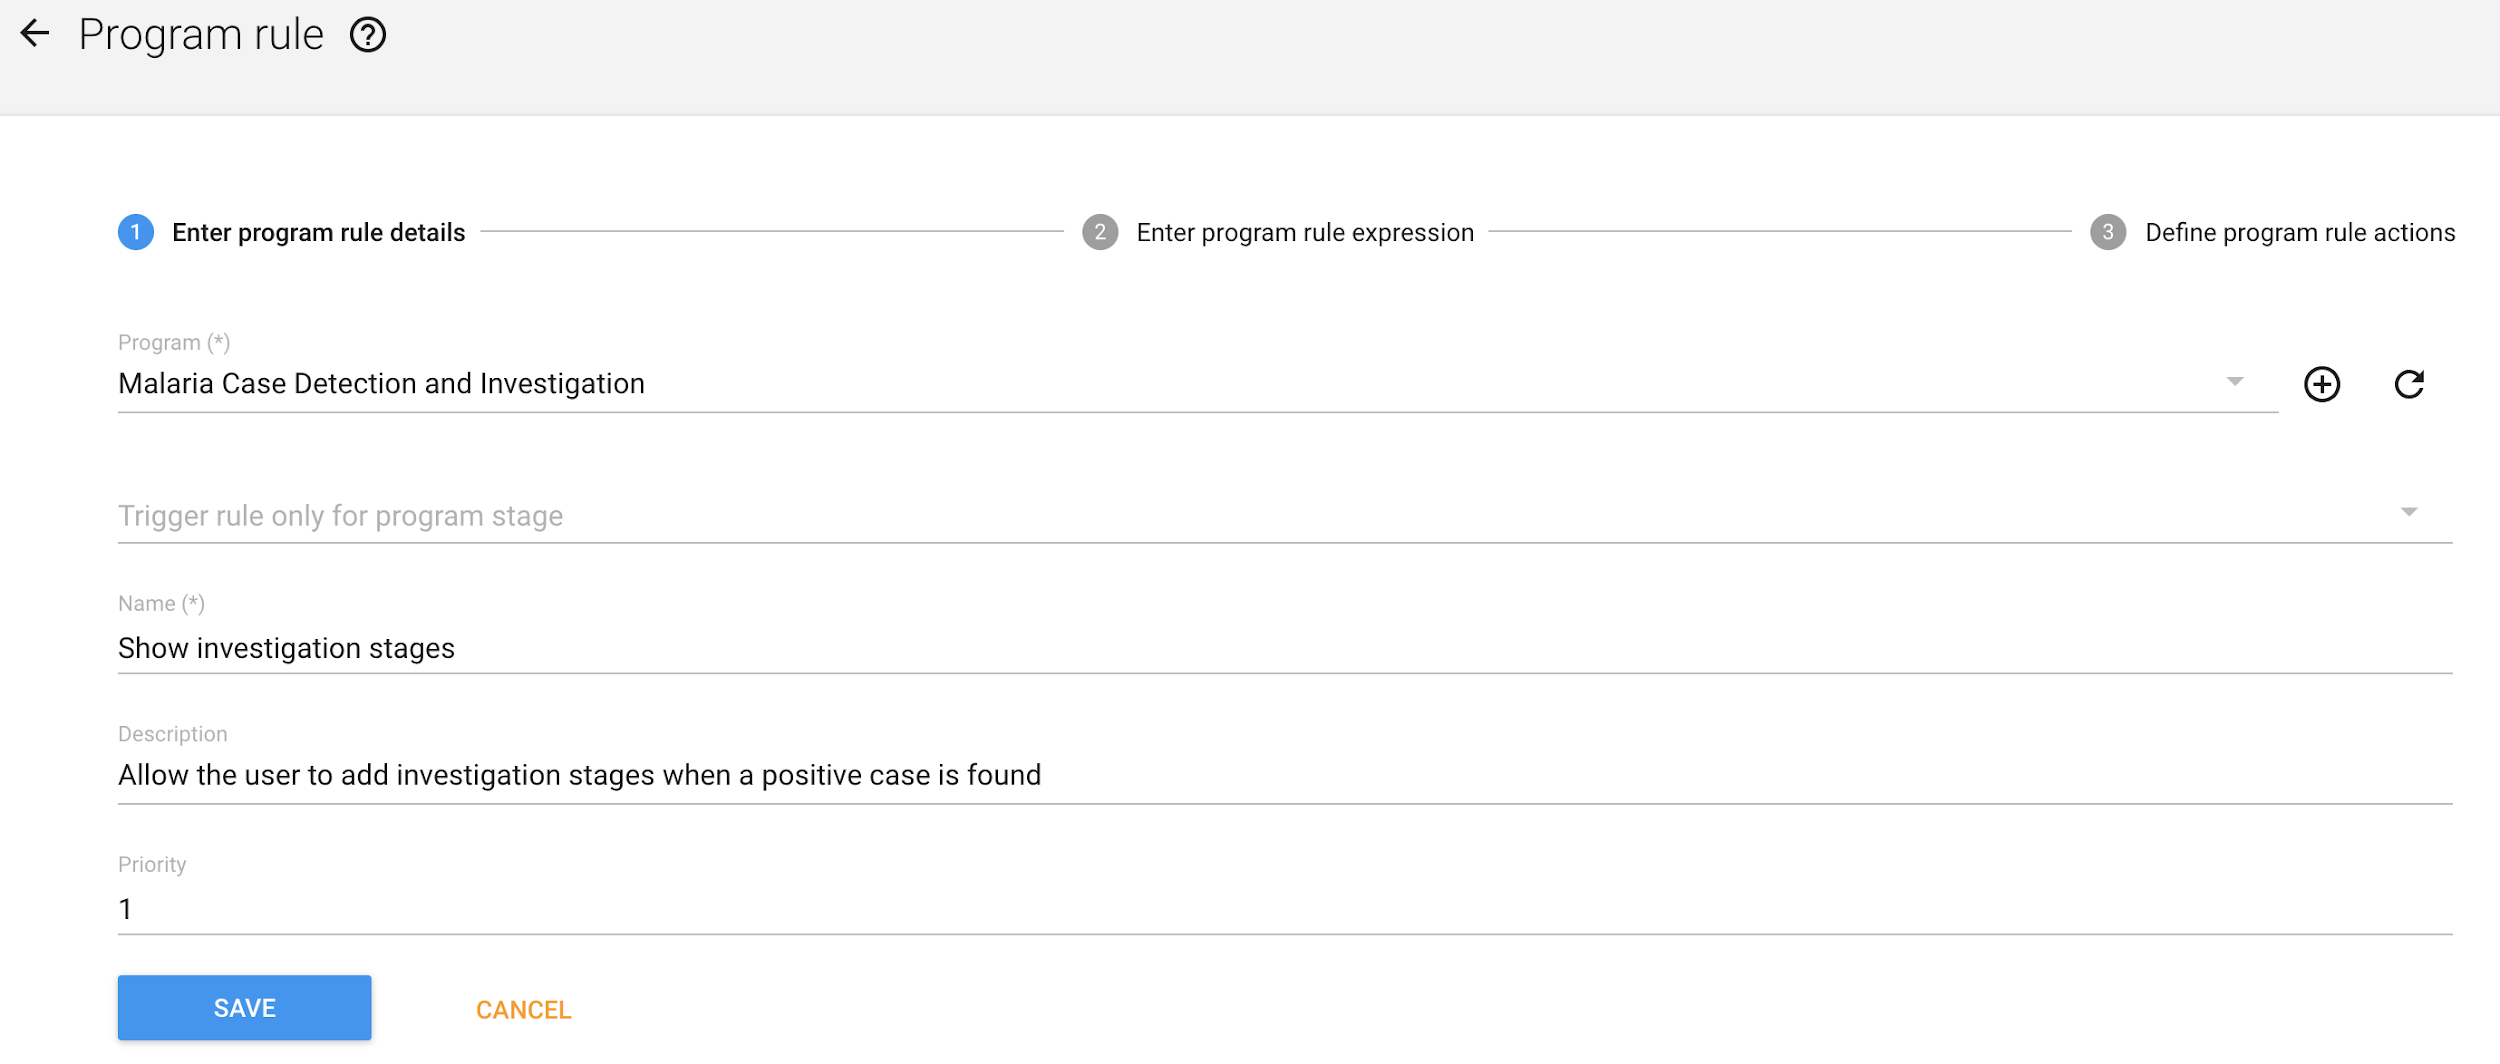 Program rule ?
1 Enter program rule details 2 Enter program rule expression 3 Define program rule actions
Program (*)
Malaria Case Detection and Investigation
Trigger rule only for program stage
Name (*)
Show investigation stages
Description
Allow the user to add investigation stages when a positive case is found
Priority
1
SAVE CANCEL